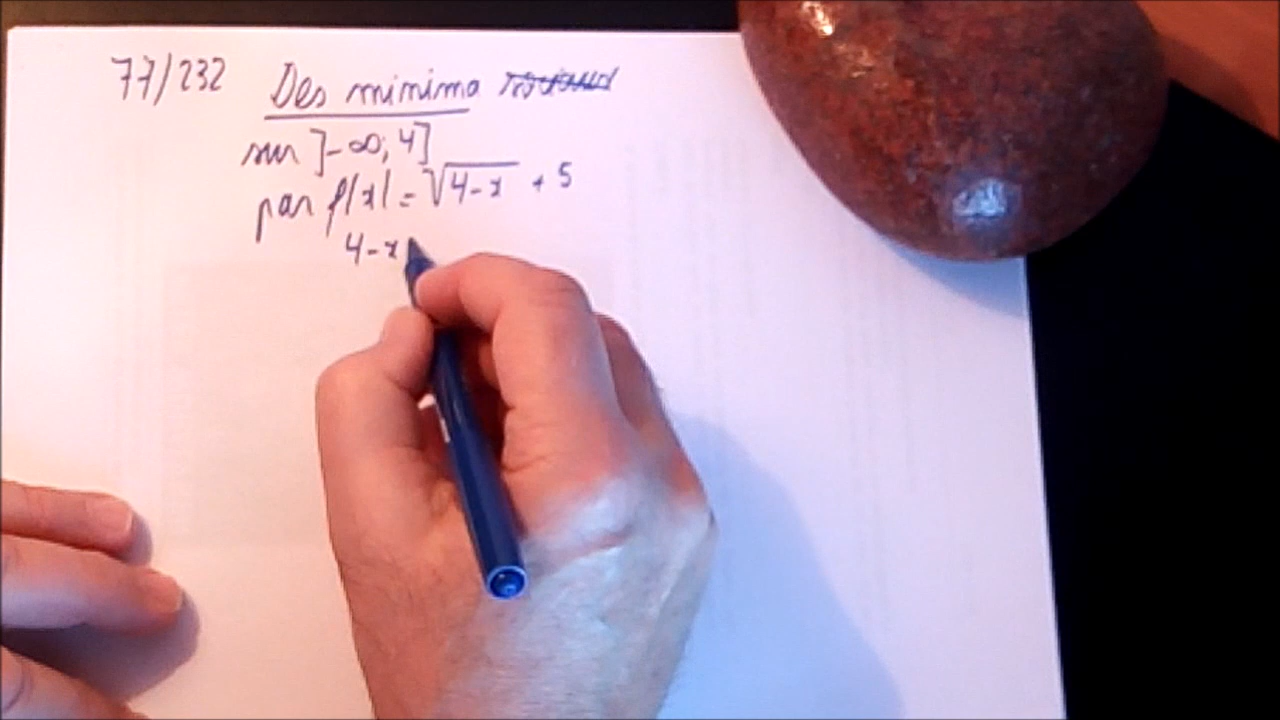 77/232 Des minima
sur ]-∞; 4]
par f(x) = √4-x + 5
4-x